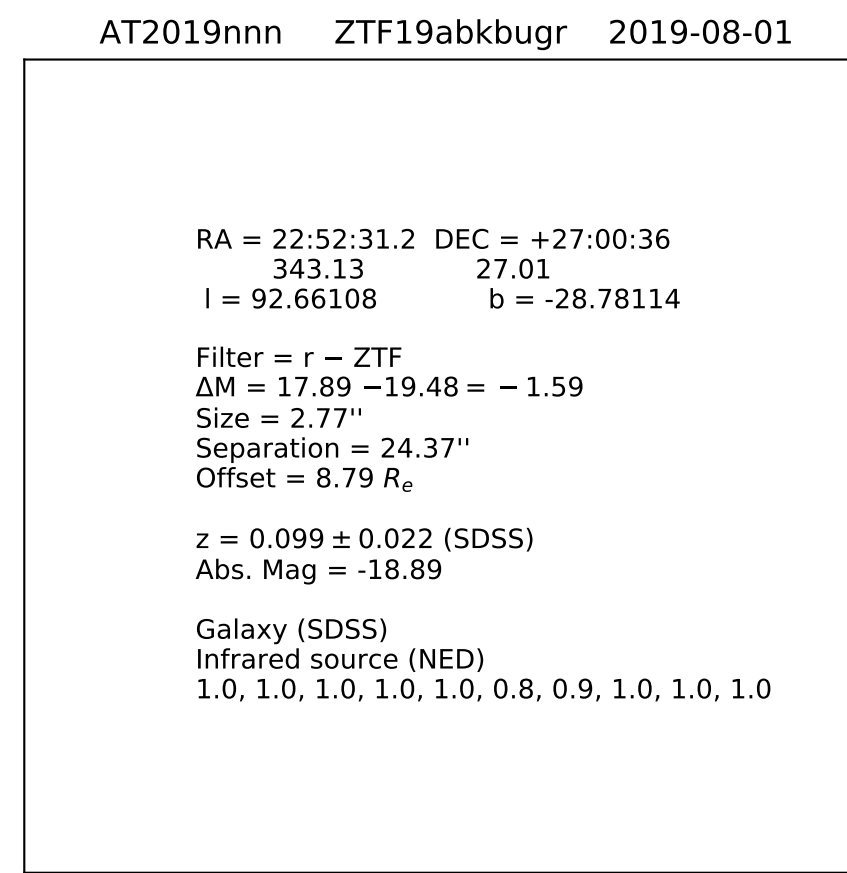 AT2019nnn ZTF19abkbugr 2019-08-01
RA = 22:52:31.2 DEC = +27:00:36
343.13 27.01
l = 92.66108 b = -28.78114
Filter = r − ZTF
ΔM = 17.89 −19.48 = − 1.59
Size = 2.77''
Separation = 24.37''
Offset = 8.79 Rₑ
z = 0.099 ± 0.022 (SDSS)
Abs. Mag = -18.89
Galaxy (SDSS)
Infrared source (NED)
1.0, 1.0, 1.0, 1.0, 1.0, 0.8, 0.9, 1.0, 1.0, 1.0